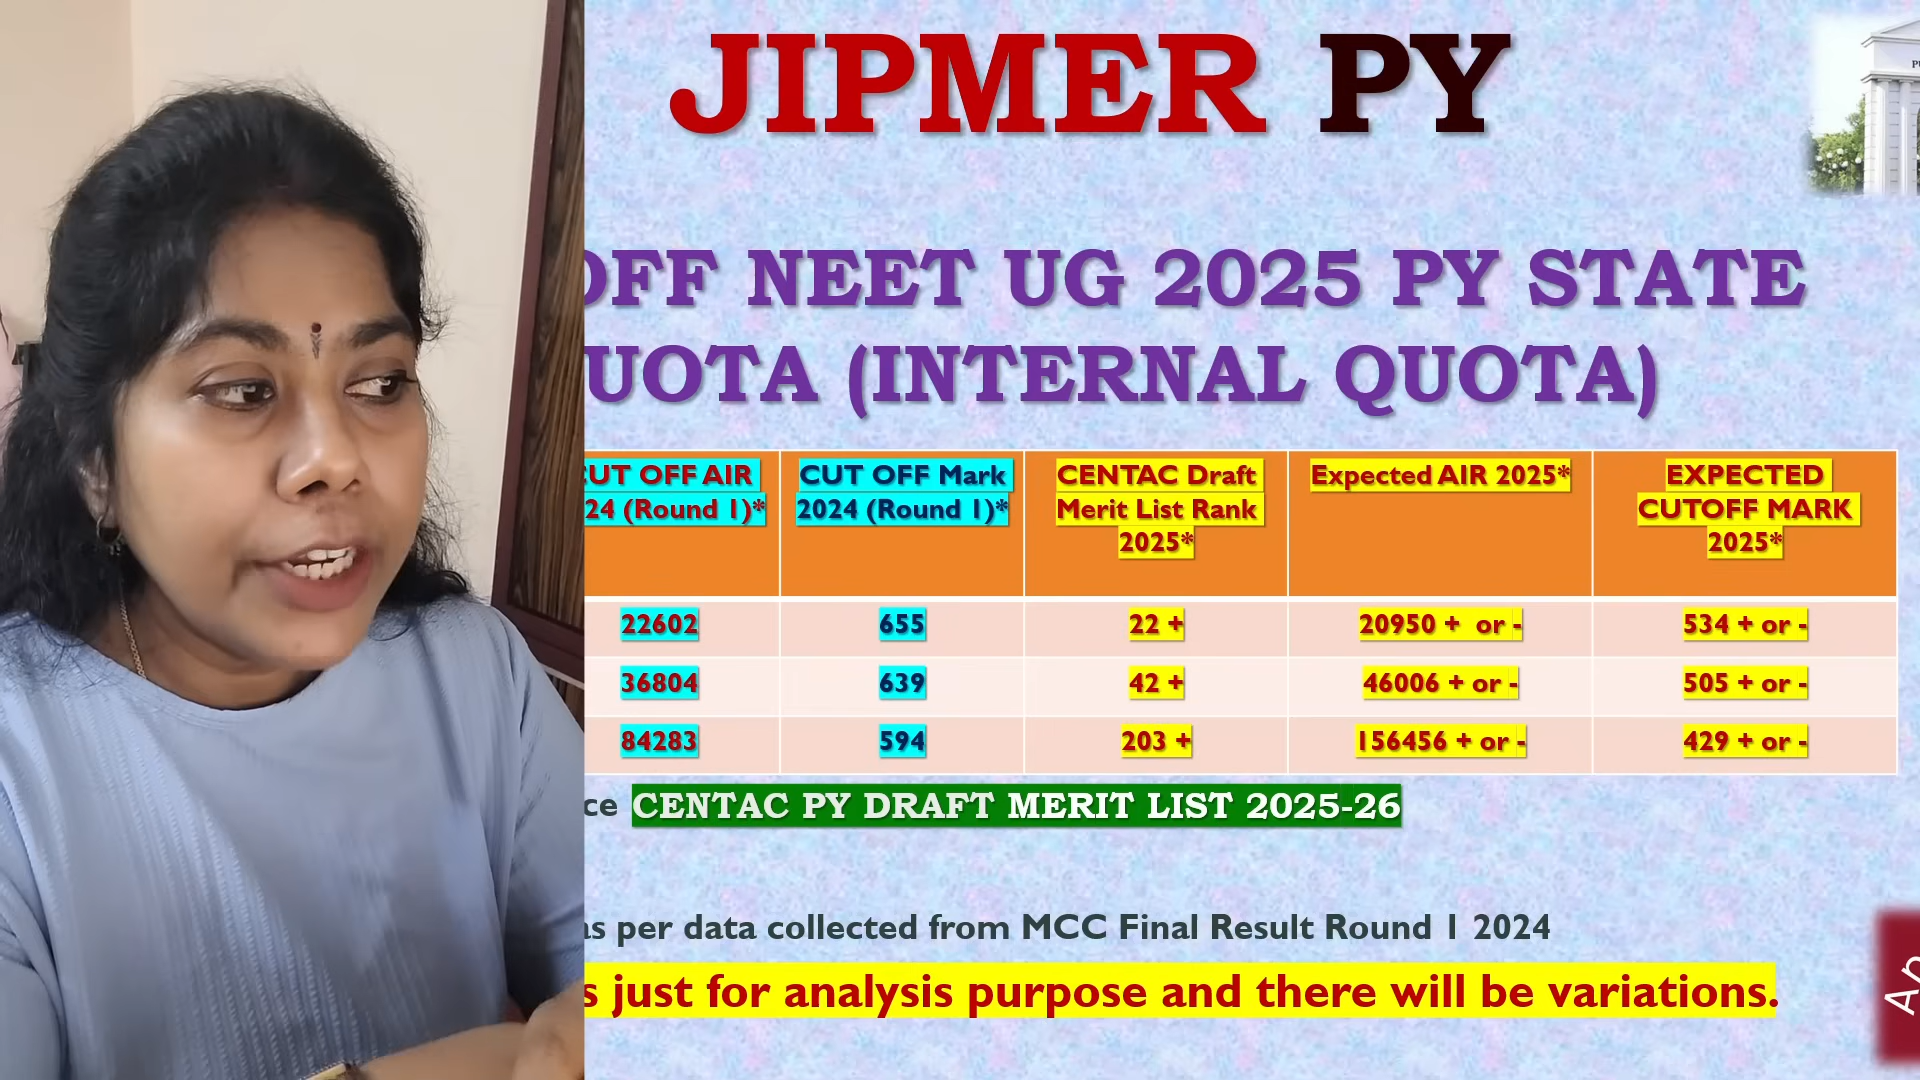 JIPMER PY
OFF NEET UG 2025 PY STATE
UOTA (INTERNAL QUOTA)
CUT OFF AIR
24 (Round 1)*
CUT OFF Mark
2024 (Round 1)*
CENTAC Draft
Merit List Rank
2025*
Expected AIR 2025*
EXPECTED
CUTOFF MARK
2025*
22602 655 22 + 20950 + or - 534 + or -
36804 639 42 + 46006 + or - 505 + or -
84283 594 203 + 156456 + or - 429 + or -
ce CENTAC PY DRAFT MERIT LIST 2025-26
as per data collected from MCC Final Result Round 1 2024
s just for analysis purpose and there will be variations.